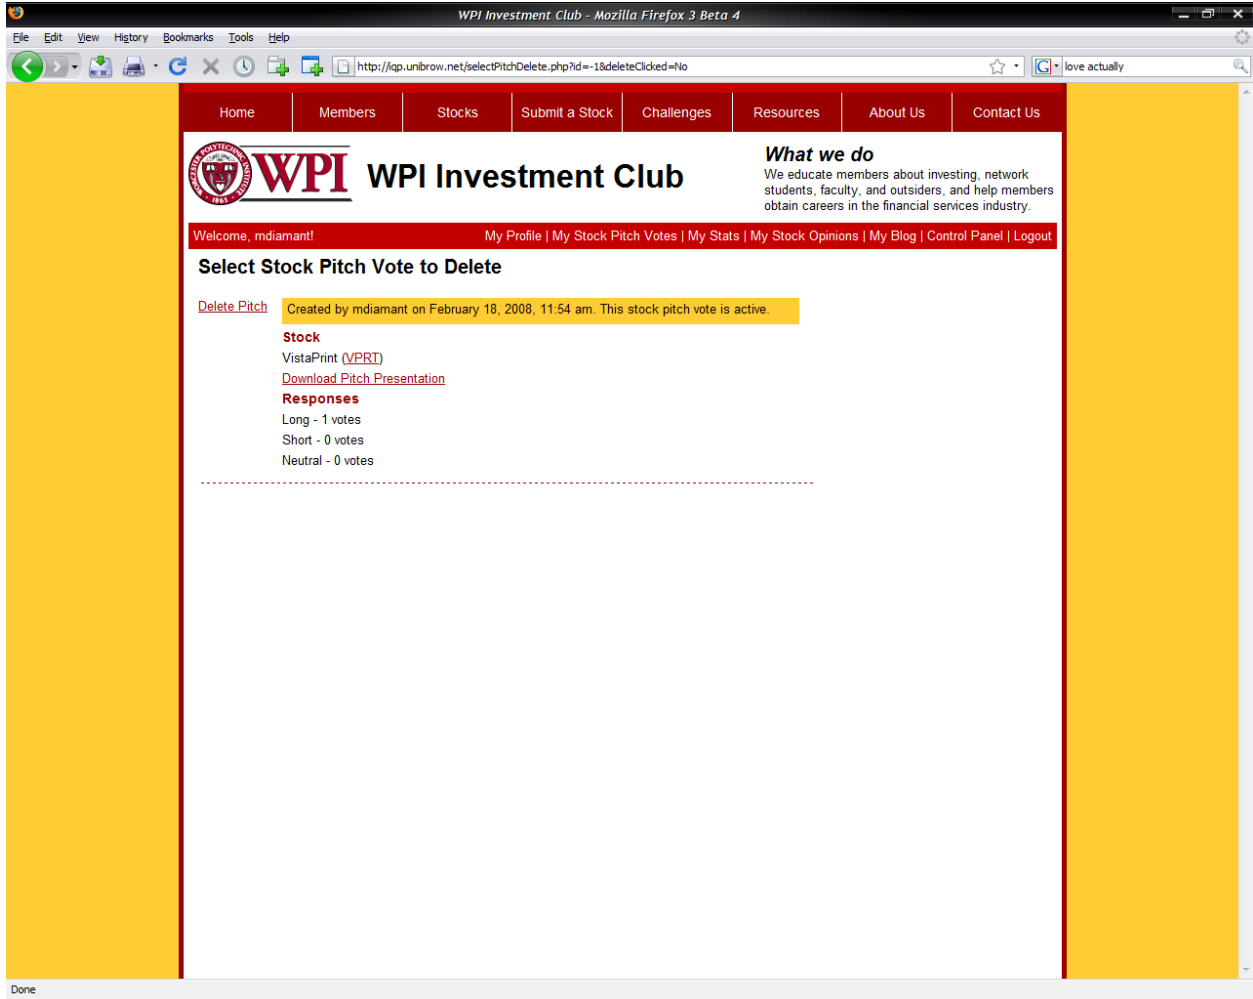 WPI Investment Club - Mozilla Firefox 3 Beta 4
File Edit View History Bookmarks Tools Help
http://iqp.unibrow.net/selectPitchDelete.php?id=-1&deleteClicked=No
love actually
Home Members Stocks Submit a Stock Challenges Resources About Us Contact Us
WORCESTER POLYTECHNIC INSTITUTE
1865
WPI
WPI Investment Club
What we do
We educate members about investing, network
students, faculty, and outsiders, and help members
obtain careers in the financial services industry.
Welcome, mdiamant!
My Profile | My Stock Pitch Votes | My Stats | My Stock Opinions | My Blog | Control Panel | Logout
Select Stock Pitch Vote to Delete
Delete Pitch
Created by mdiamant on February 18, 2008, 11:54 am. This stock pitch vote is active.
Stock
VistaPrint (VPRT)
Download Pitch Presentation
Responses
Long - 1 votes
Short - 0 votes
Neutral - 0 votes
Done